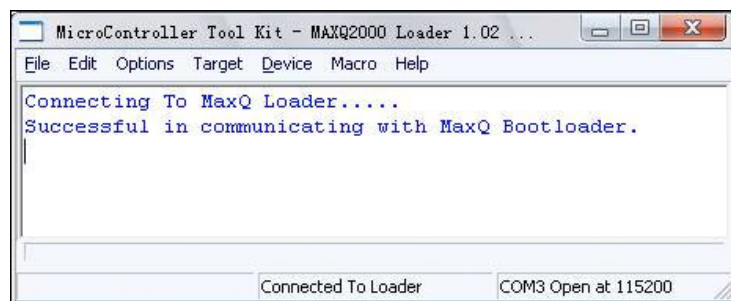 MicroController Tool Kit - MAXQ2000 Loader 1.02 ...
File Edit Options Target Device Macro Help
Connecting To MaxQ Loader.....
Successful in communicating with MaxQ Bootloader.
Connected To Loader COM3 Open at 115200